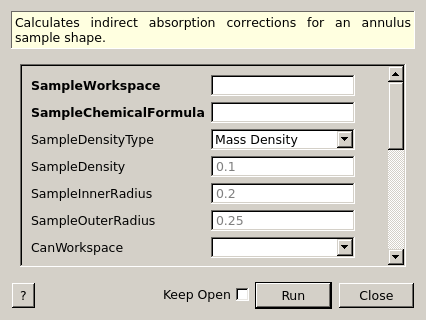 Calculates indirect absorption corrections for an annulus
sample shape.
SampleWorkspace
SampleChemicalFormula
SampleDensityType Mass Density
SampleDensity 0.1
SampleInnerRadius 0.2
SampleOuterRadius 0.25
CanWorkspace
? Keep Open Run Close